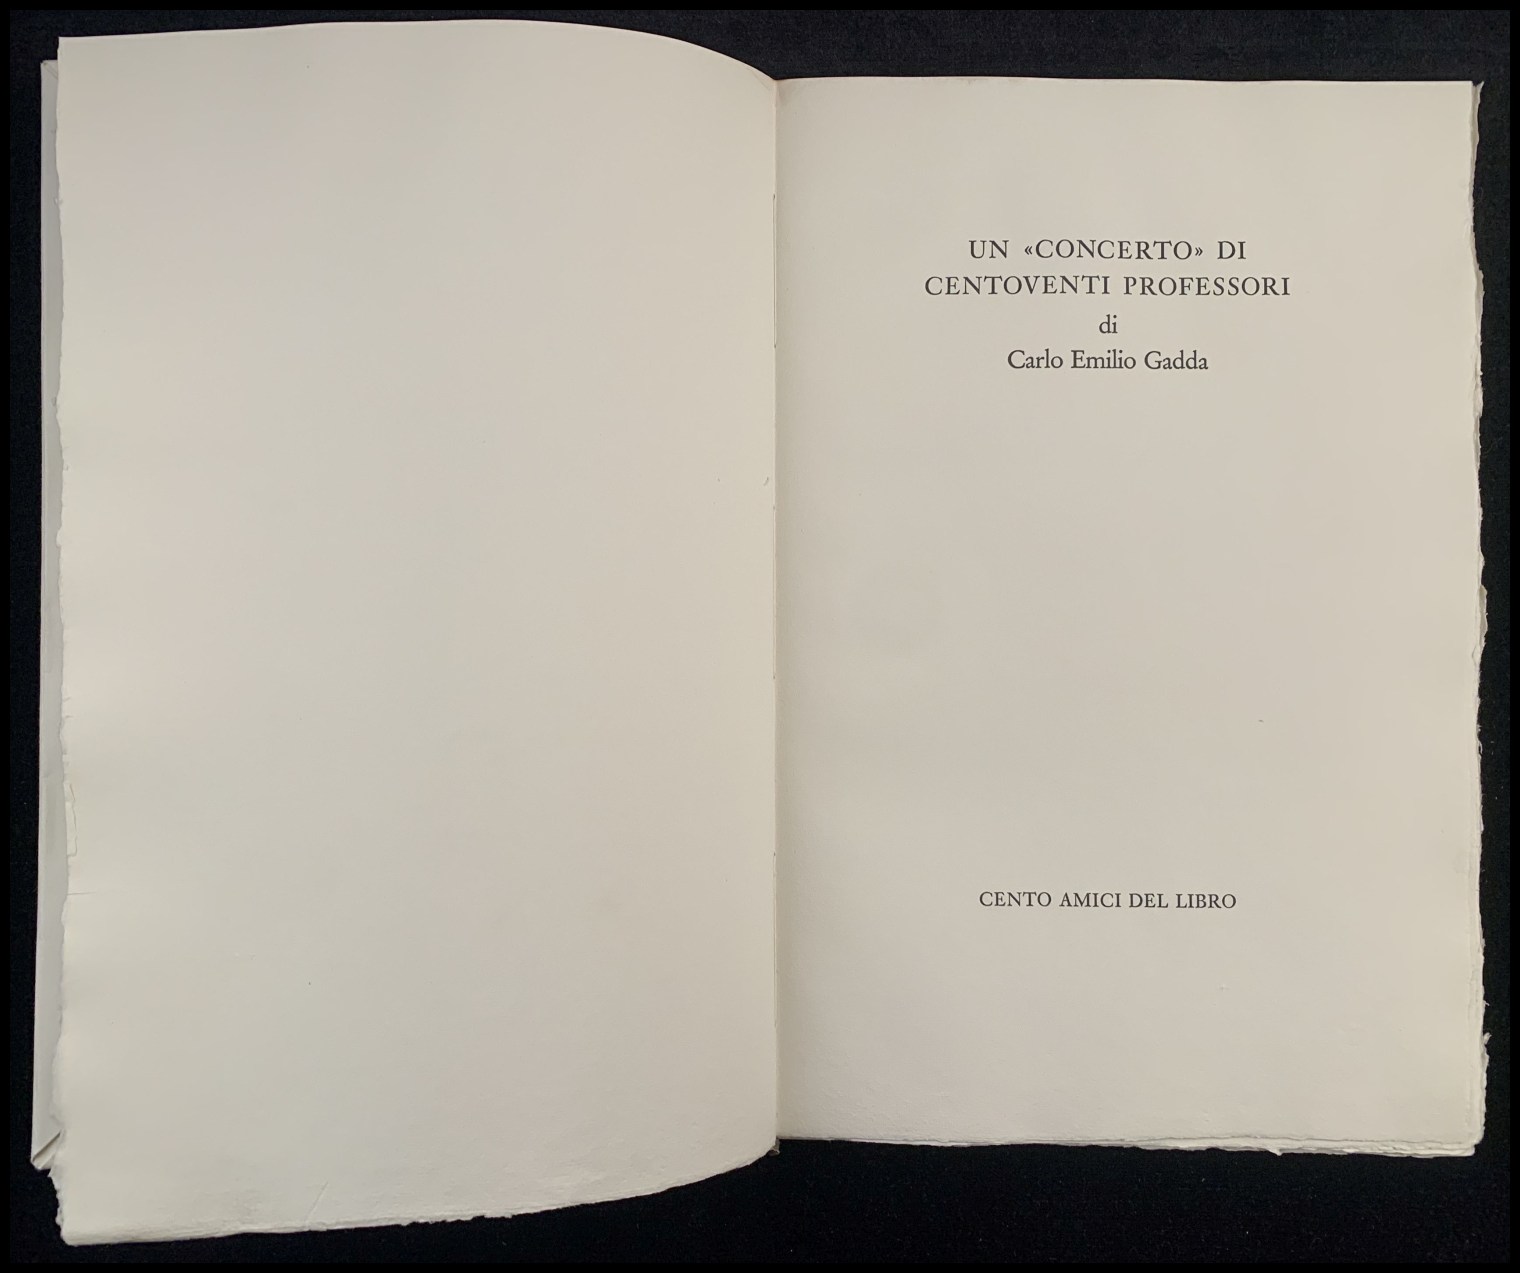 UN «CONCERTO» DI
CENTOVENTI PROFESSORI
di
Carlo Emilio Gadda
CENTO AMICI DEL LIBRO